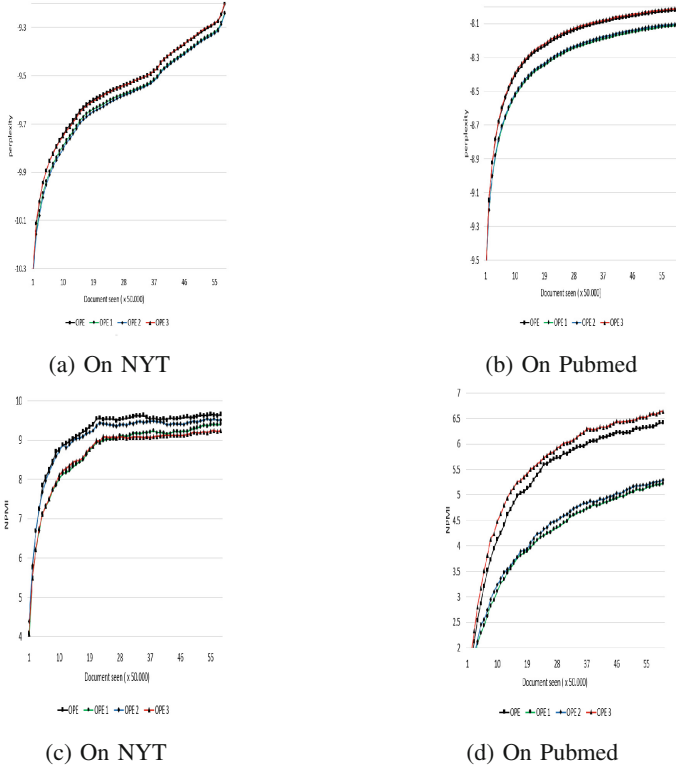 -9.3
-9.5
-9.7
-9.9
-10.1
-10.3
perplexity
1 10 19 28 37 46 55
Document seen ( x 50.000)
OPE OPE 1 OPE 2 OPE 3
(a) On NYT
-8.1
-8.3
-8.5
-8.7
-8.9
-9.1
-9.3
-9.5
perplexity
1 10 19 28 37 46 55
Document seen ( x 50.000)
OPE OPE 1 OPE 2 OPE 3
(b) On Pubmed
10
9
8
7
6
5
4
NPMI
1 10 19 28 37 46 55
Document seen ( x 50.000)
OPE OPE 1 OPE 2 OPE 3
(c) On NYT
7
6.5
6
5.5
5
4.5
4
3.5
3
2.5
2
NPMI
1 10 19 28 37 46 55
Document seen ( x 50.000)
OPE OPE 1 OPE 2 OPE 3
(d) On Pubmed